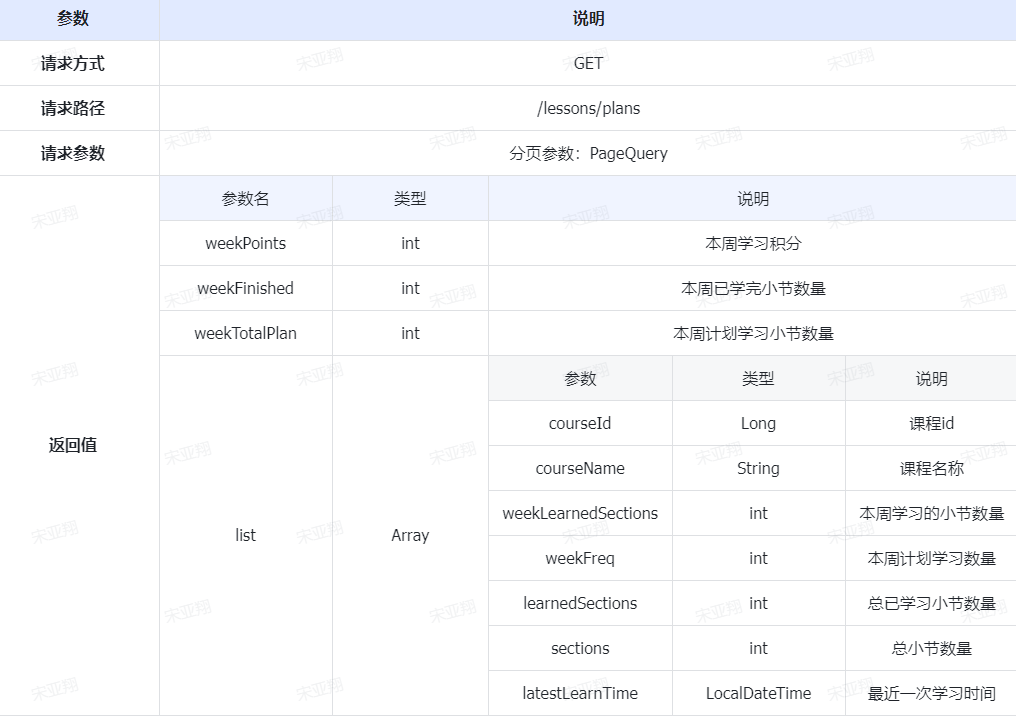 参数 说明
请求方式 GET
请求路径 /lessons/plans
请求参数 分页参数：PageQuery
返回值
参数名 类型 说明
weekPoints int 本周学习积分
weekFinished int 本周已学完小节数量
weekTotalPlan int 本周计划学习小节数量
list Array
参数 类型 说明
courseId Long 课程id
courseName String 课程名称
weekLearnedSections int 本周学习的小节数量
weekFreq int 本周计划学习数量
learnedSections int 总已学习小节数量
sections int 总小节数量
latestLearnTime LocalDateTime 最近一次学习时间
宋亚翔